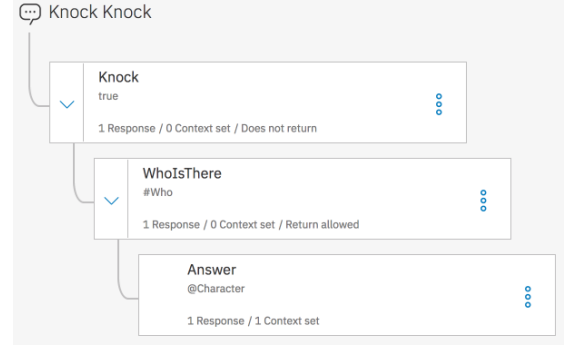 Knock Knock
Knock
true
1 Response / 0 Context set / Does not return
WhoIsThere
#Who
1 Response / 0 Context set / Return allowed
Answer
@Character
1 Response / 1 Context set